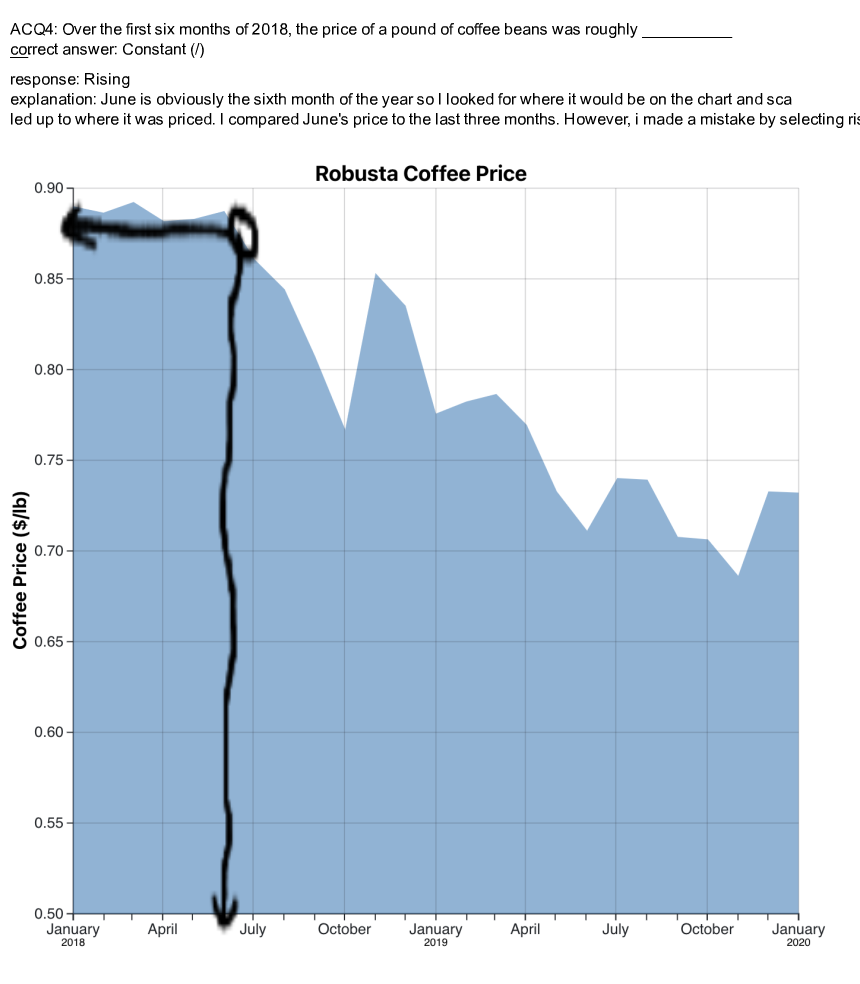 ACQ4: Over the first six months of 2018, the price of a pound of coffee beans was roughly ___________
correct answer: Constant (/)
response: Rising
explanation: June is obviously the sixth month of the year so I looked for where it would be on the chart and sca
led up to where it was priced. I compared June's price to the last three months. However, i made a mistake by selecting ris
Robusta Coffee Price
0.90
0.85
0.80
0.75
0.70
0.65
0.60
0.55
0.50
Coffee Price ($/lb)
January April July October January April July October January
2018 2019 2020